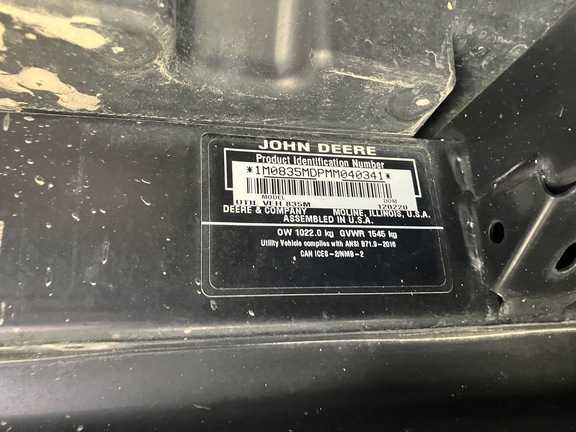 JOHN DEERE
Product Identification Number
*1M0835MDPMM040341*
MODEL DOM
UTIL VEH 835M 120220
DEERE & COMPANY MOLINE, ILLINOIS, U.S.A.
ASSEMBLED IN U.S.A.
OW 1022.0 kg GVWR 1545 kg
Utility Vehicle complies with ANSI B71.9-2016
CAN ICES-2/NMB-2